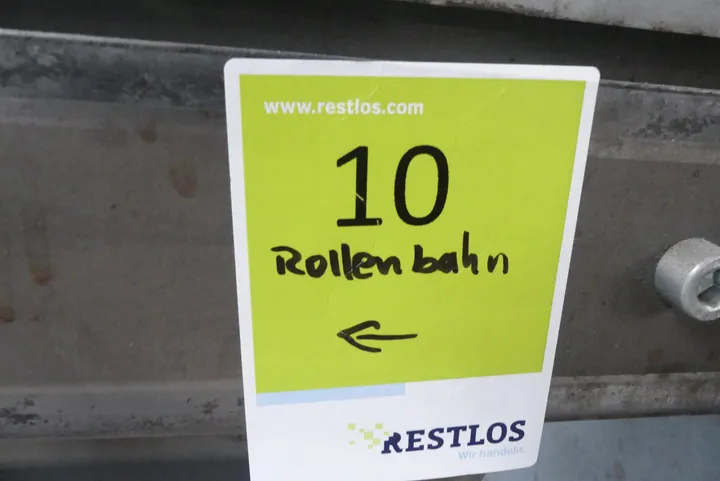 www.restlos.com
10
Rollenbahn
RESTLOS
Wir handeln.